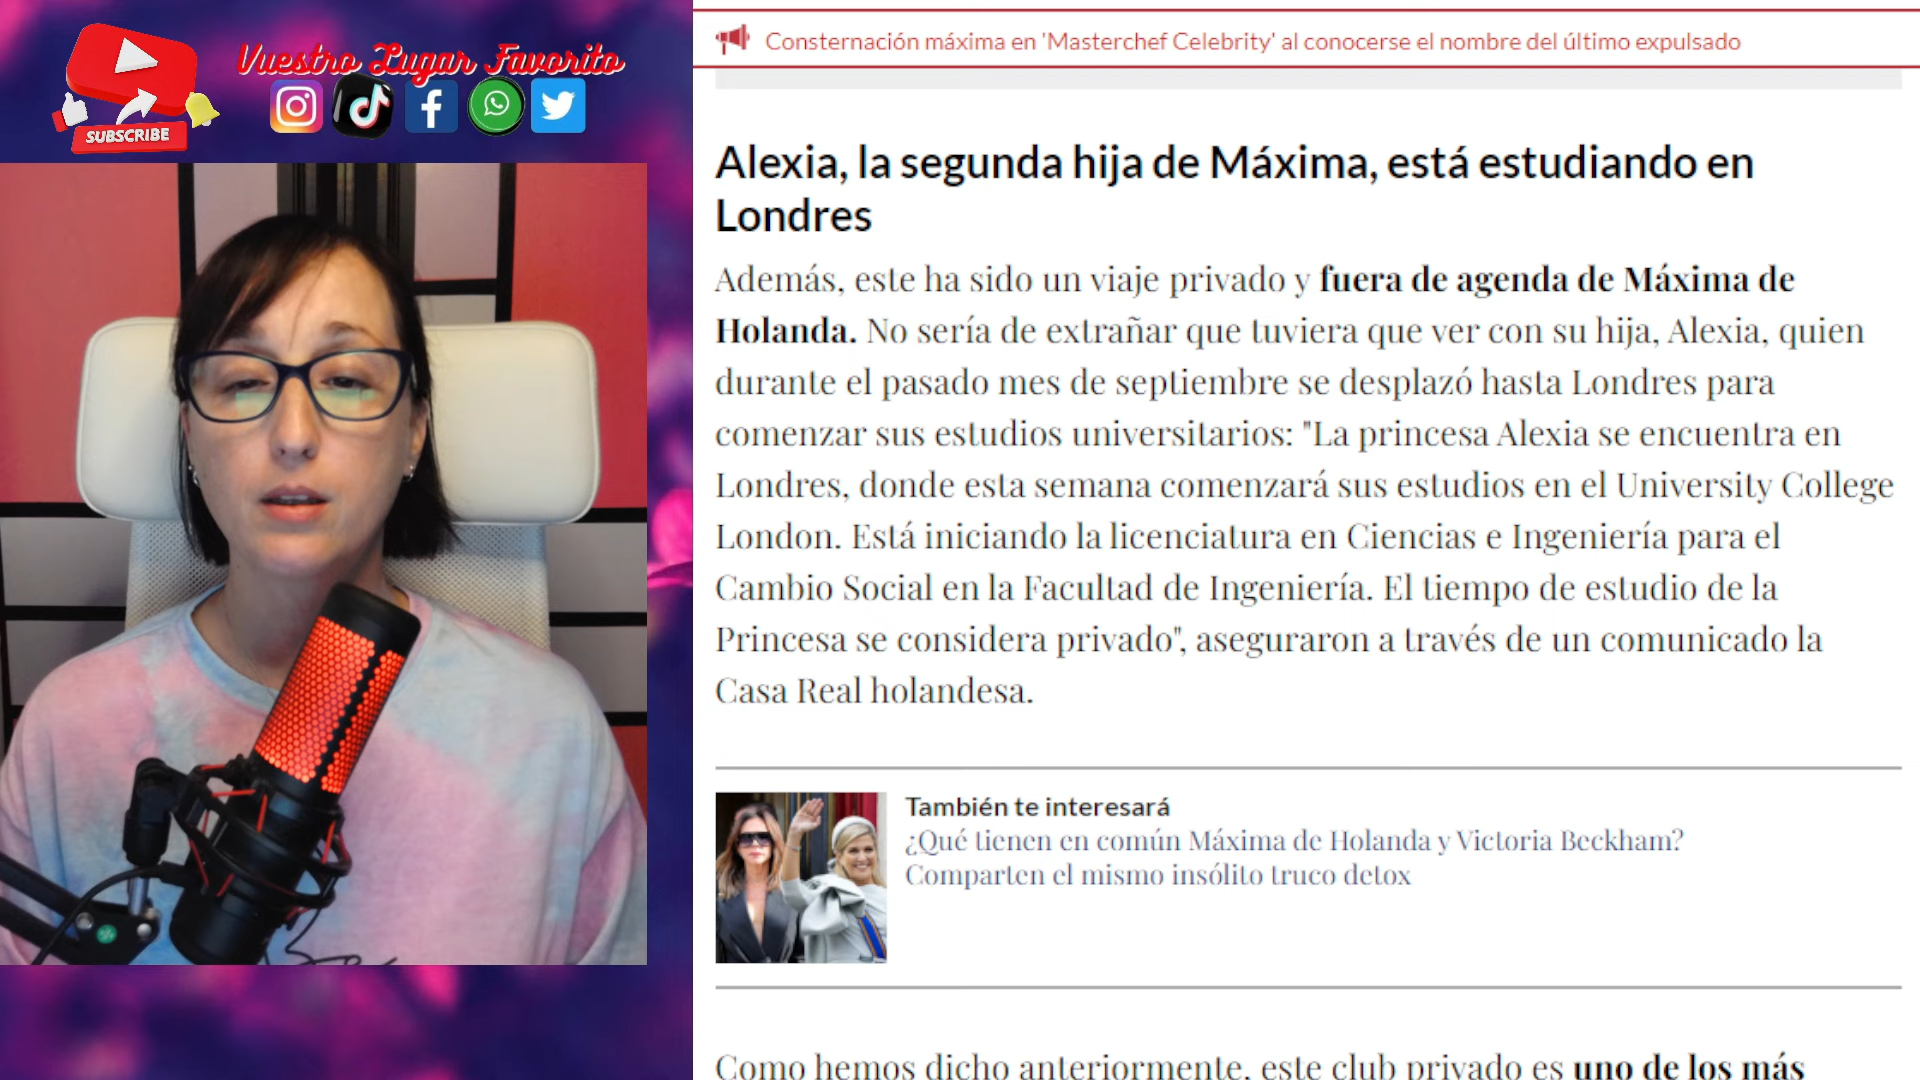 Vuestro Lugar Favorito
SUBSCRIBE
Consternación máxima en 'Masterchef Celebrity' al conocerse el nombre del último expulsado
Alexia, la segunda hija de Máxima, está estudiando en
Londres
Además, este ha sido un viaje privado y fuera de agenda de Máxima de
Holanda. No sería de extrañar que tuviera que ver con su hija, Alexia, quien
durante el pasado mes de septiembre se desplazó hasta Londres para
comenzar sus estudios universitarios: "La princesa Alexia se encuentra en
Londres, donde esta semana comenzará sus estudios en el University College
London. Está iniciando la licenciatura en Ciencias e Ingeniería para el
Cambio Social en la Facultad de Ingeniería. El tiempo de estudio de la
Princesa se considera privado", aseguraron a través de un comunicado la
Casa Real holandesa.
También te interesará
¿Qué tienen en común Máxima de Holanda y Victoria Beckham?
Comparten el mismo insólito truco detox
Como hemos dicho anteriormente, este club privado es uno de los más